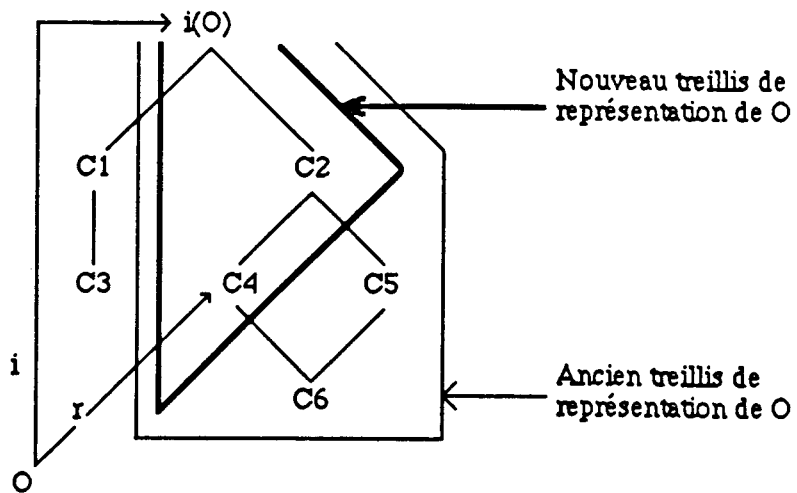 i(O)
Nouveau treillis de
représentation de O
C1
C2
C3
C4
C5
i
Ancien treillis de
représentation de O
C6
r
O